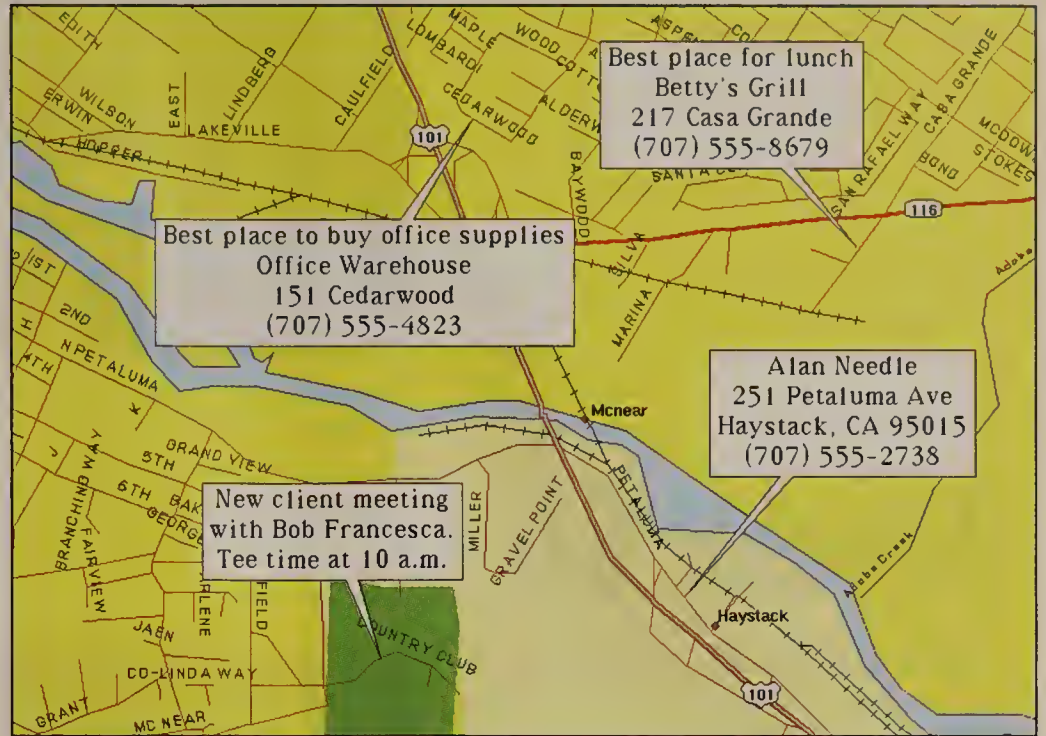 EDITH
WILSON
ERWIN
HOPPER
EAST
LINDBERG
LAKEVILLE
CAULFIELD
LOMBARDI
MAPLE
CEDARWOOD
WOOD
ALDERW
BAYWOOD
101
Best place for lunch
Betty's Grill
217 Casa Grande
(707) 555-8679
SAN RAFAEL WAY
CASA GRANDE
BOND
STOKES
116
Best place to buy office supplies
Office Warehouse
151 Cedarwood
(707) 555-4823
SILVA
MARINA
Adobe
1ST
2ND
H
4TH
N PETALUMA
K
J
5TH
6TH
GRAND VIEW
BRANCHING WAY
FAIRVIEW
Mcnear
Alan Needle
251 Petaluma Ave
Haystack, CA 95015
(707) 555-2738
PETALUMA
MILLER
GRAVEL POINT
New client meeting
with Bob Francesca.
Tee time at 10 a.m.
Adobe Creek
Haystack
JAEN
CO-LINDA WAY
GRANT
MC NEAR
COUNTRY CLUB
101